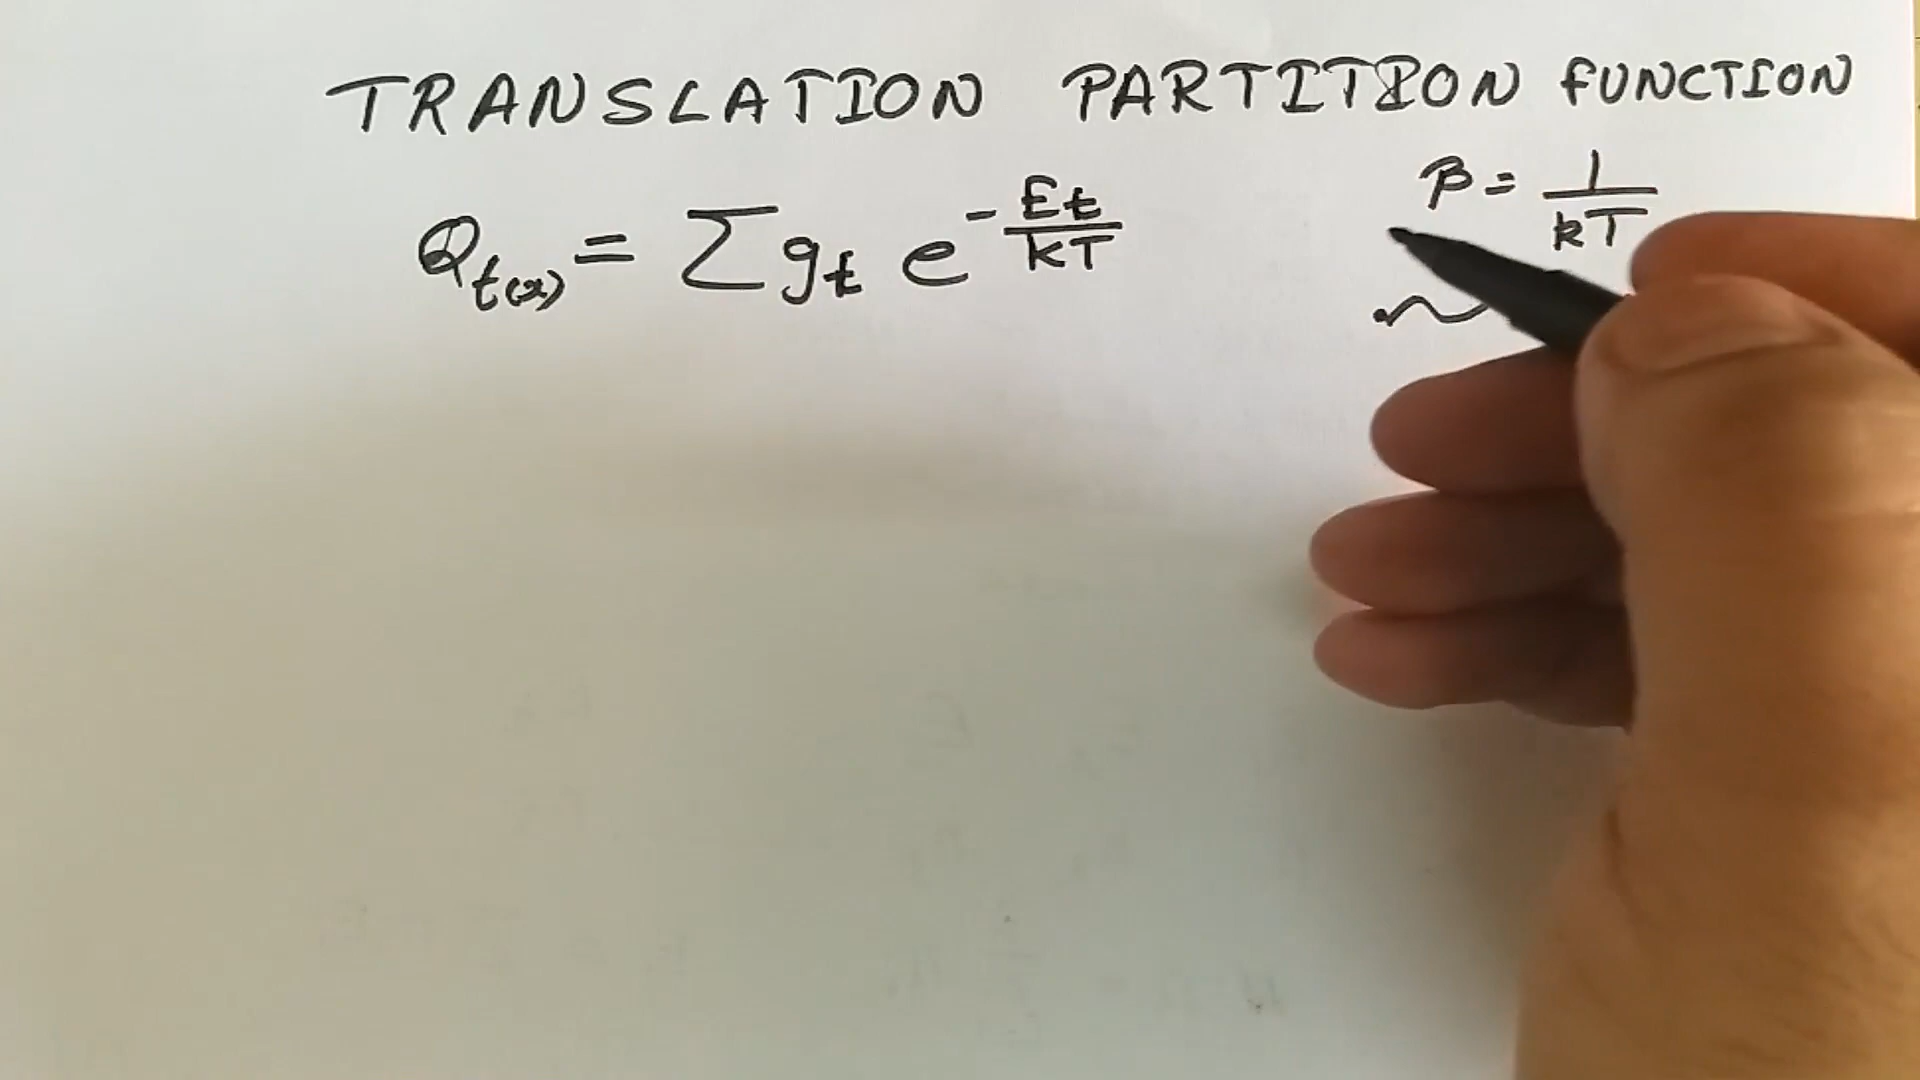 TRANSLATION PARTITION FUNCTION
Q_t(x) = Σ g_t e^{-E_t/kT}
β = 1/kT